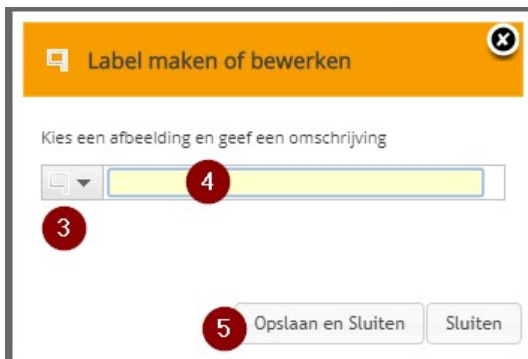 Label maken of bewerken
Kies een afbeelding en geef een omschrijving
4
3
5 Opslaan en Sluiten Sluiten